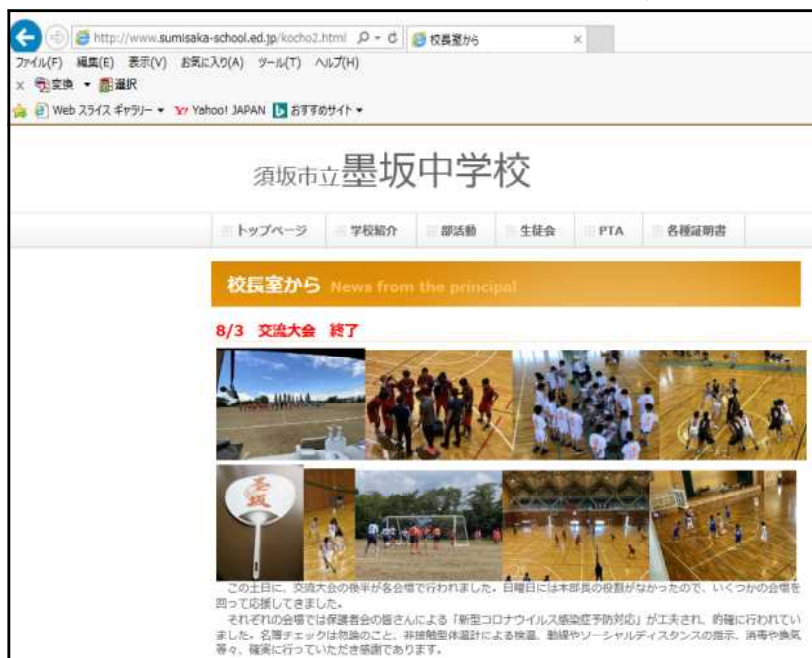 http://www.sumisaka-school.ed.jp/kocho2.html
校長室から
ファイル(F) 編集(E) 表示(V) お気に入り(A) ツール(T) ヘルプ(H)
x 変換 ▼ 選択
Web スライス ギャラリー ▼ Yahoo! JAPAN おすすめサイト ▼
須坂市立墨坂中学校
トップページ 学校紹介 部活動 生徒会 PTA 各種証明書
校長室から News from the principal
8/3 交流大会 終了
墨坂
この土日に、交流大会の後半が各会場で行われました。日曜日には本部長の役割がなかったので、いくつかの会場を
回って応援してきました。
それぞれの会場では保護者会の皆さんによる「新型コロナウイルス感染症予防対応」が工夫され、的確に行われてい
ました。名簿チェックは勿論のこと、非接触型体温計による検温、動線やソーシャルディスタンスの指示、消毒や換気
等々、確実に行っていただき感謝であります。